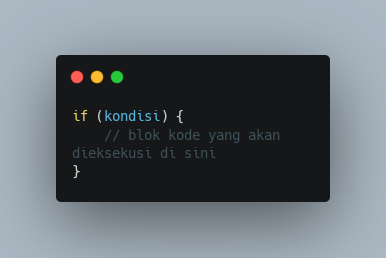 if (kondisi) {
    // blok kode yang akan
dieksekusi di sini
}